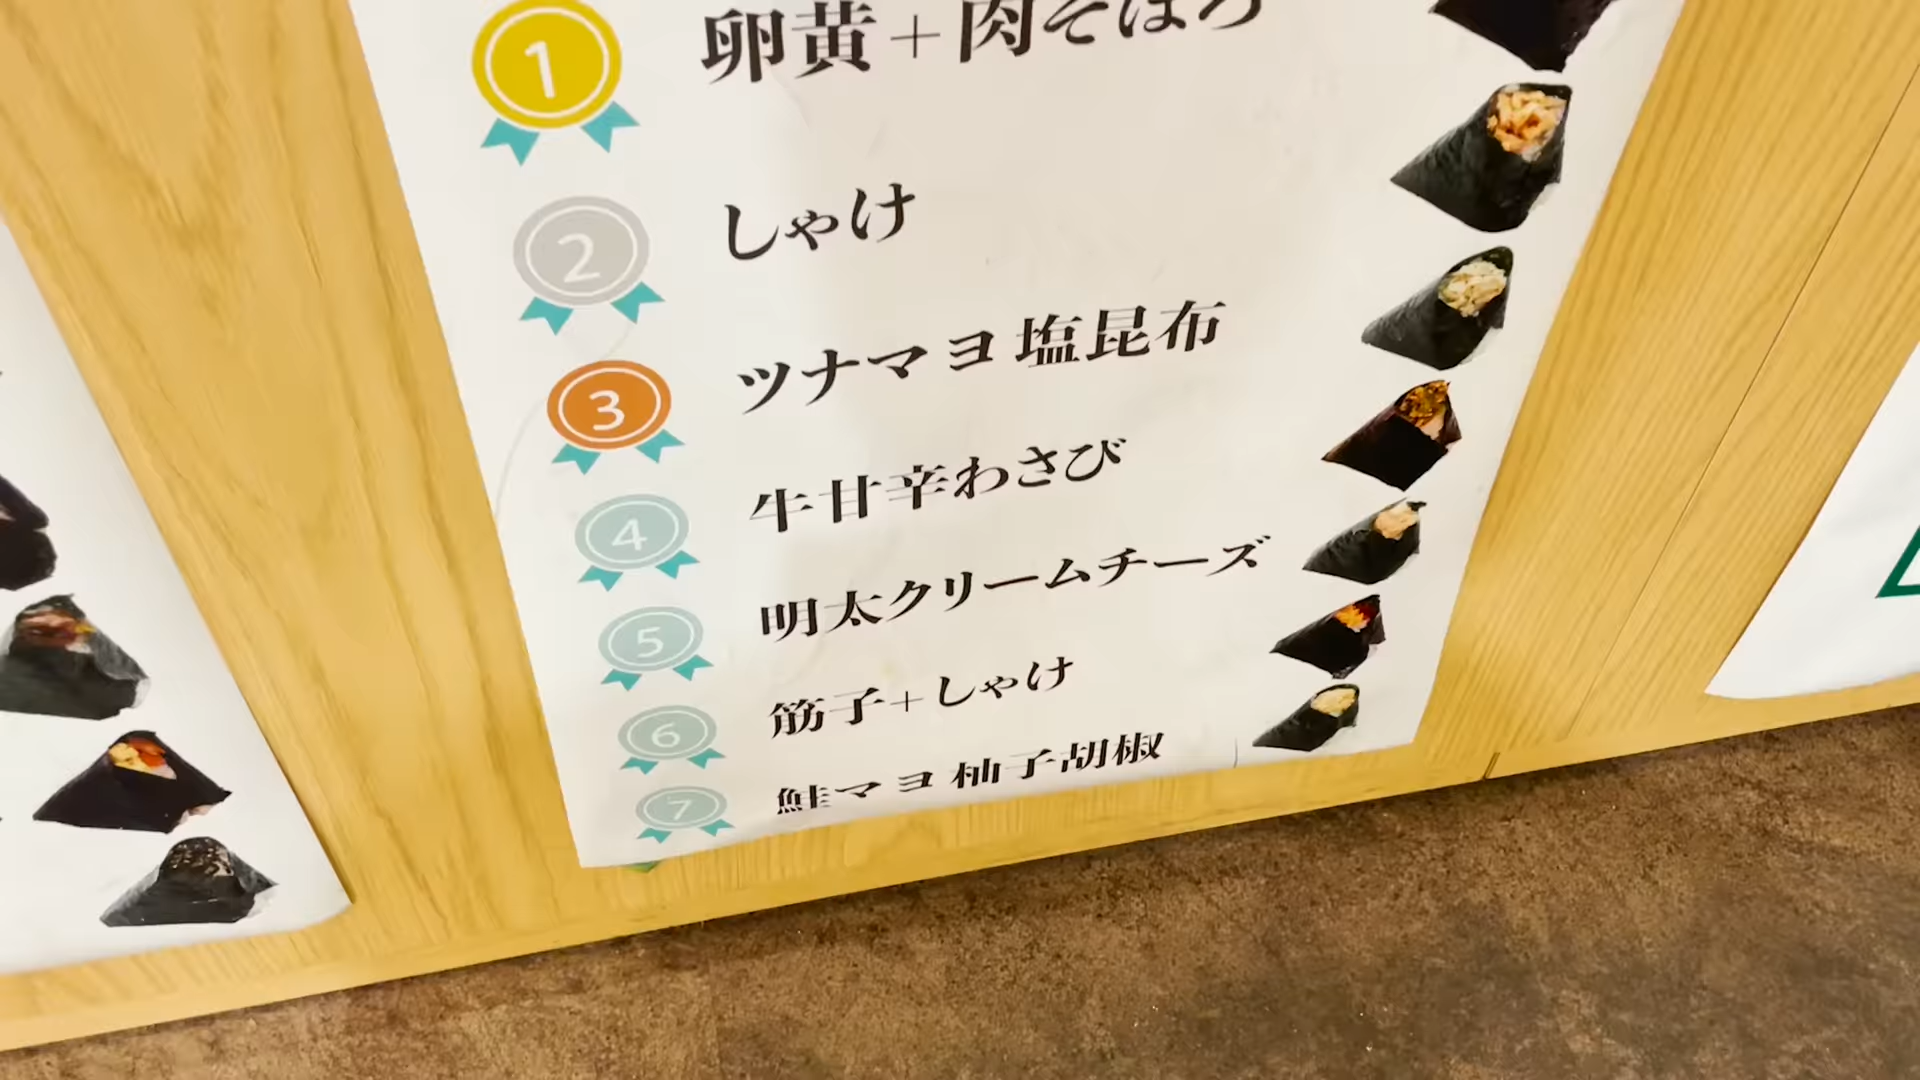 1 卵黄+肉そぼろ
2 しゃけ
3 ツナマヨ 塩昆布
4 牛甘辛わさび
5 明太クリームチーズ
6 筋子+しゃけ
7 鮭マヨ 柚子胡椒